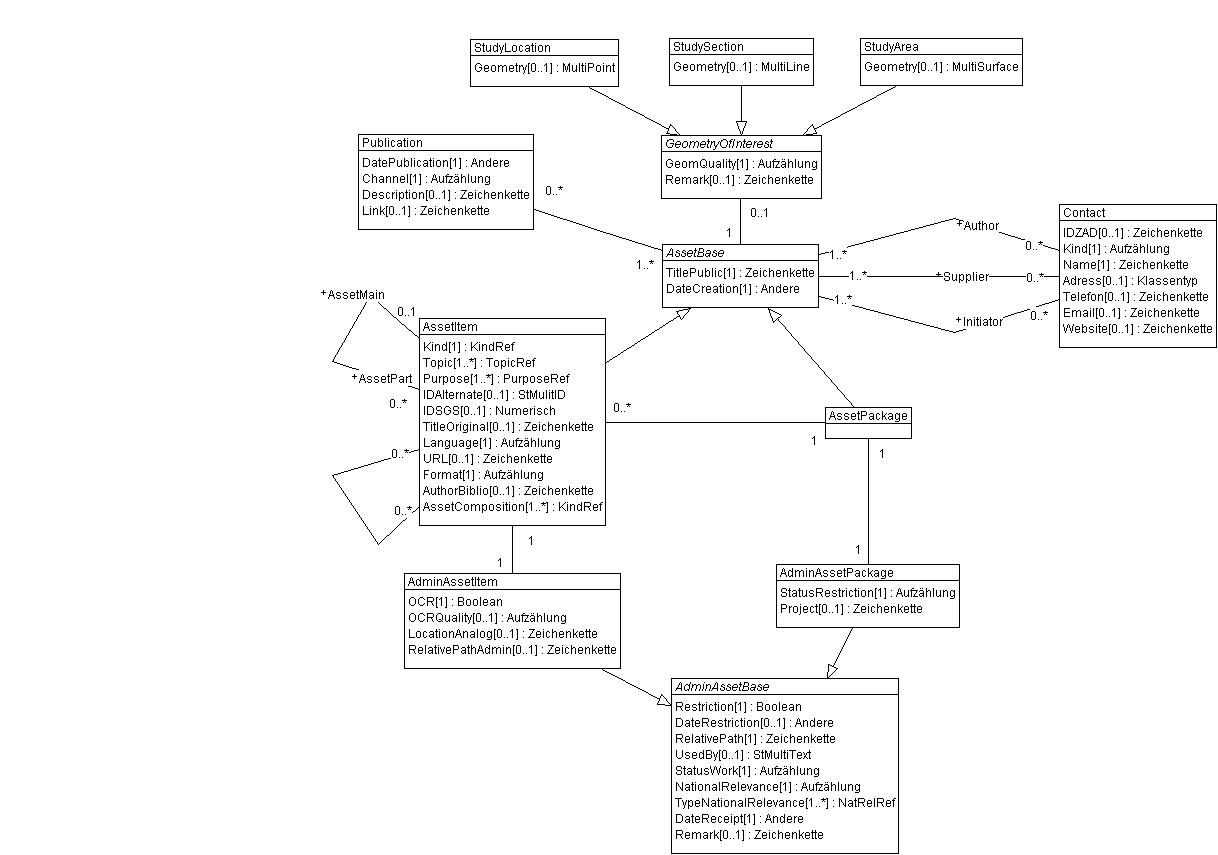 StudyLocation
Geometry[0..1] : MultiPoint
StudySection
Geometry[0..1] : MultiLine
StudyArea
Geometry[0..1] : MultiSurface
GeometryOfInterest
GeomQuality[1] : Aufzählung
Remark[0..1] : Zeichenkette
Publication
DatePublication[1] : Andere
Channel[1] : Aufzählung
Description[0..1] : Zeichenkette
Link[0..1] : Zeichenkette
0..*
1..*
0..1
1
AssetBase
TitlePublic[1] : Zeichenkette
DateCreation[1] : Andere
1..*
+Author
0..*
1..*
+Supplier
0..*
1..*
+Initiator
0..*
Contact
IDZAD[0..1] : Zeichenkette
Kind[1] : Aufzählung
Name[1] : Zeichenkette
Adress[0..1] : Klassentyp
Telefon[0..1] : Zeichenkette
Email[0..1] : Zeichenkette
Website[0..1] : Zeichenkette
+AssetMain
0..1
+AssetPart
0..*
0..*
0..*
AssetItem
Kind[1] : KindRef
Topic[1..*] : TopicRef
Purpose[1..*] : PurposeRef
IDAlternate[0..1] : StMulitID
IDSGS[0..1] : Numerisch
TitleOriginal[0..1] : Zeichenkette
Language[1] : Aufzählung
URL[0..1] : Zeichenkette
Format[1] : Aufzählung
AuthorBiblio[0..1] : Zeichenkette
AssetComposition[1..*] : KindRef
0..*
1
AssetPackage
1
1
1
1
AdminAssetItem
OCR[1] : Boolean
OCRQuality[0..1] : Aufzählung
LocationAnalog[0..1] : Zeichenkette
RelativePathAdmin[0..1] : Zeichenkette
AdminAssetPackage
StatusRestriction[1] : Aufzählung
Project[0..1] : Zeichenkette
AdminAssetBase
Restriction[1] : Boolean
DateRestriction[0..1] : Andere
RelativePath[1] : Zeichenkette
UsedBy[0..1] : StMultiText
StatusWork[1] : Aufzählung
NationalRelevance[1] : Aufzählung
TypeNationalRelevance[1..*] : NatRelRef
DateReceipt[1] : Andere
Remark[0..1] : Zeichenkette